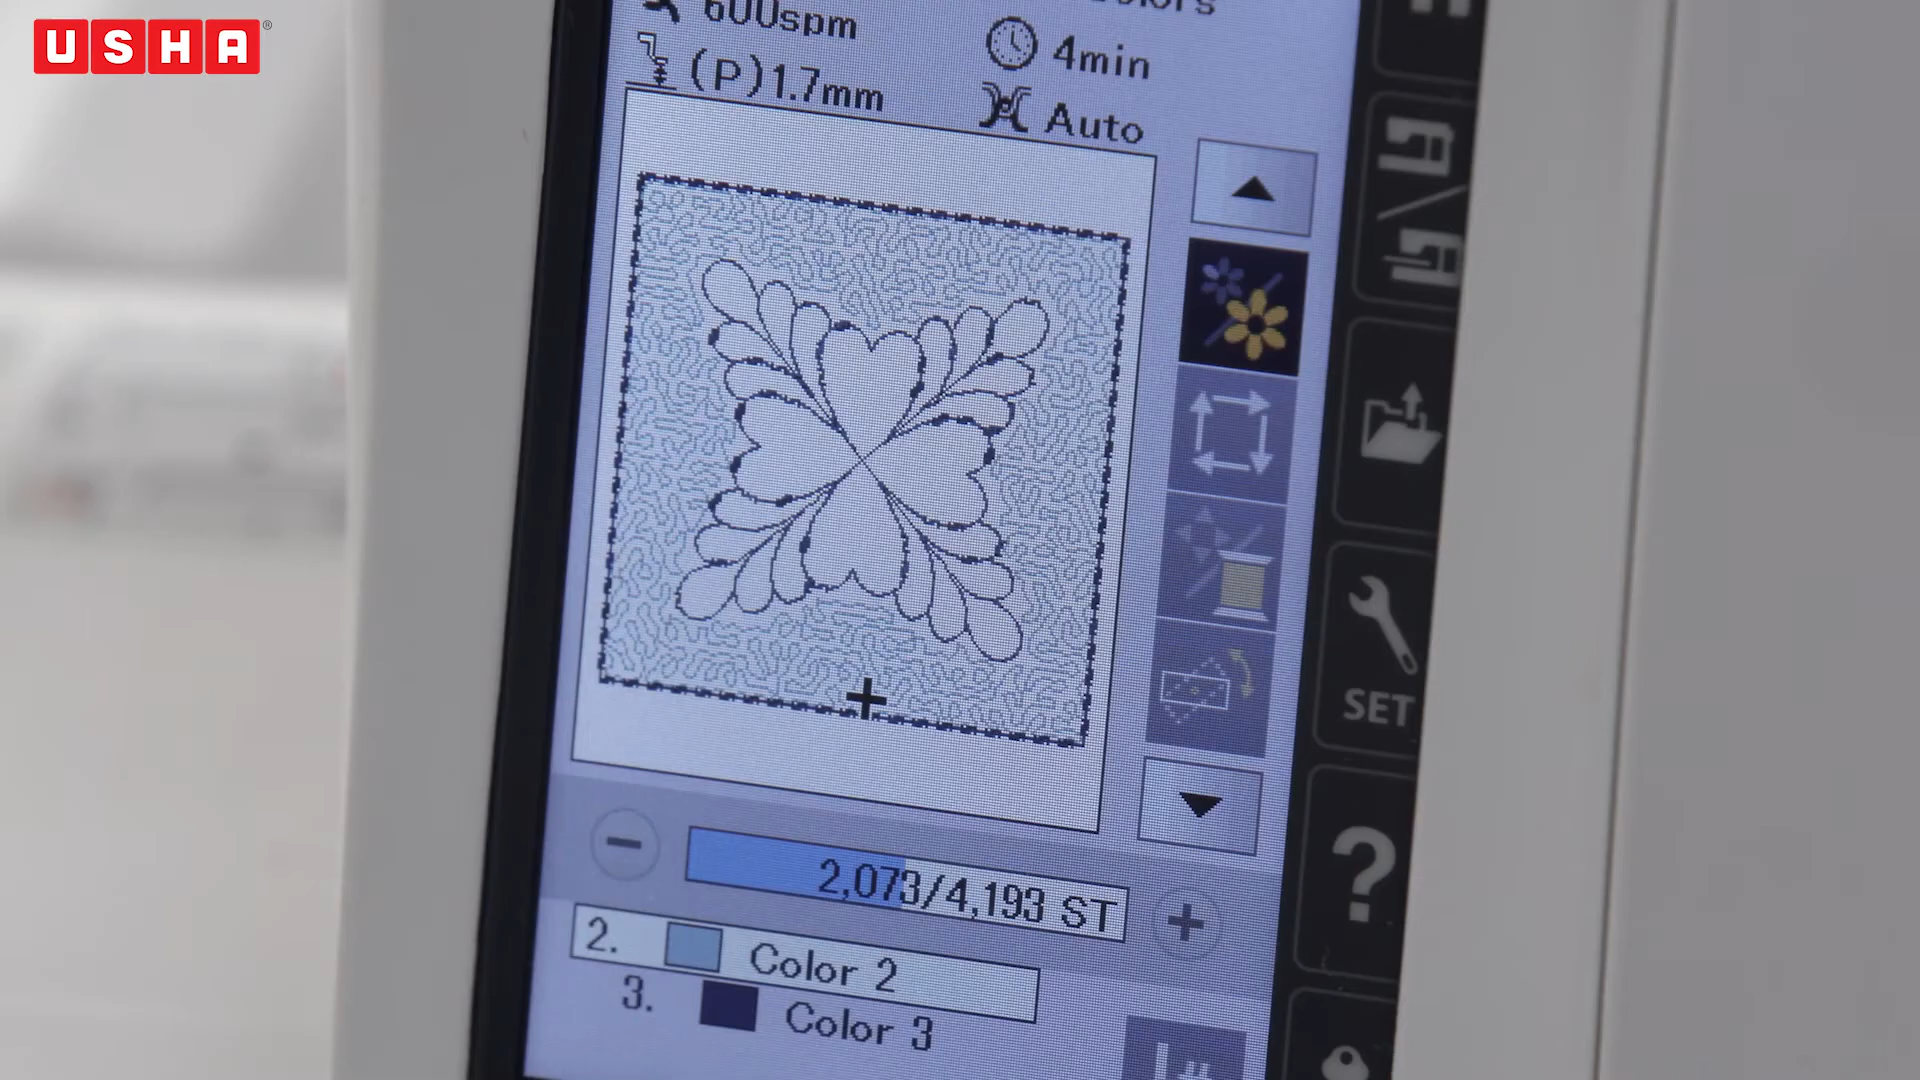 USHA®
600spm
4min
(P)1.7mm
Auto
SET
?
2,073/4,193 ST
2. Color 2
3. Color 3